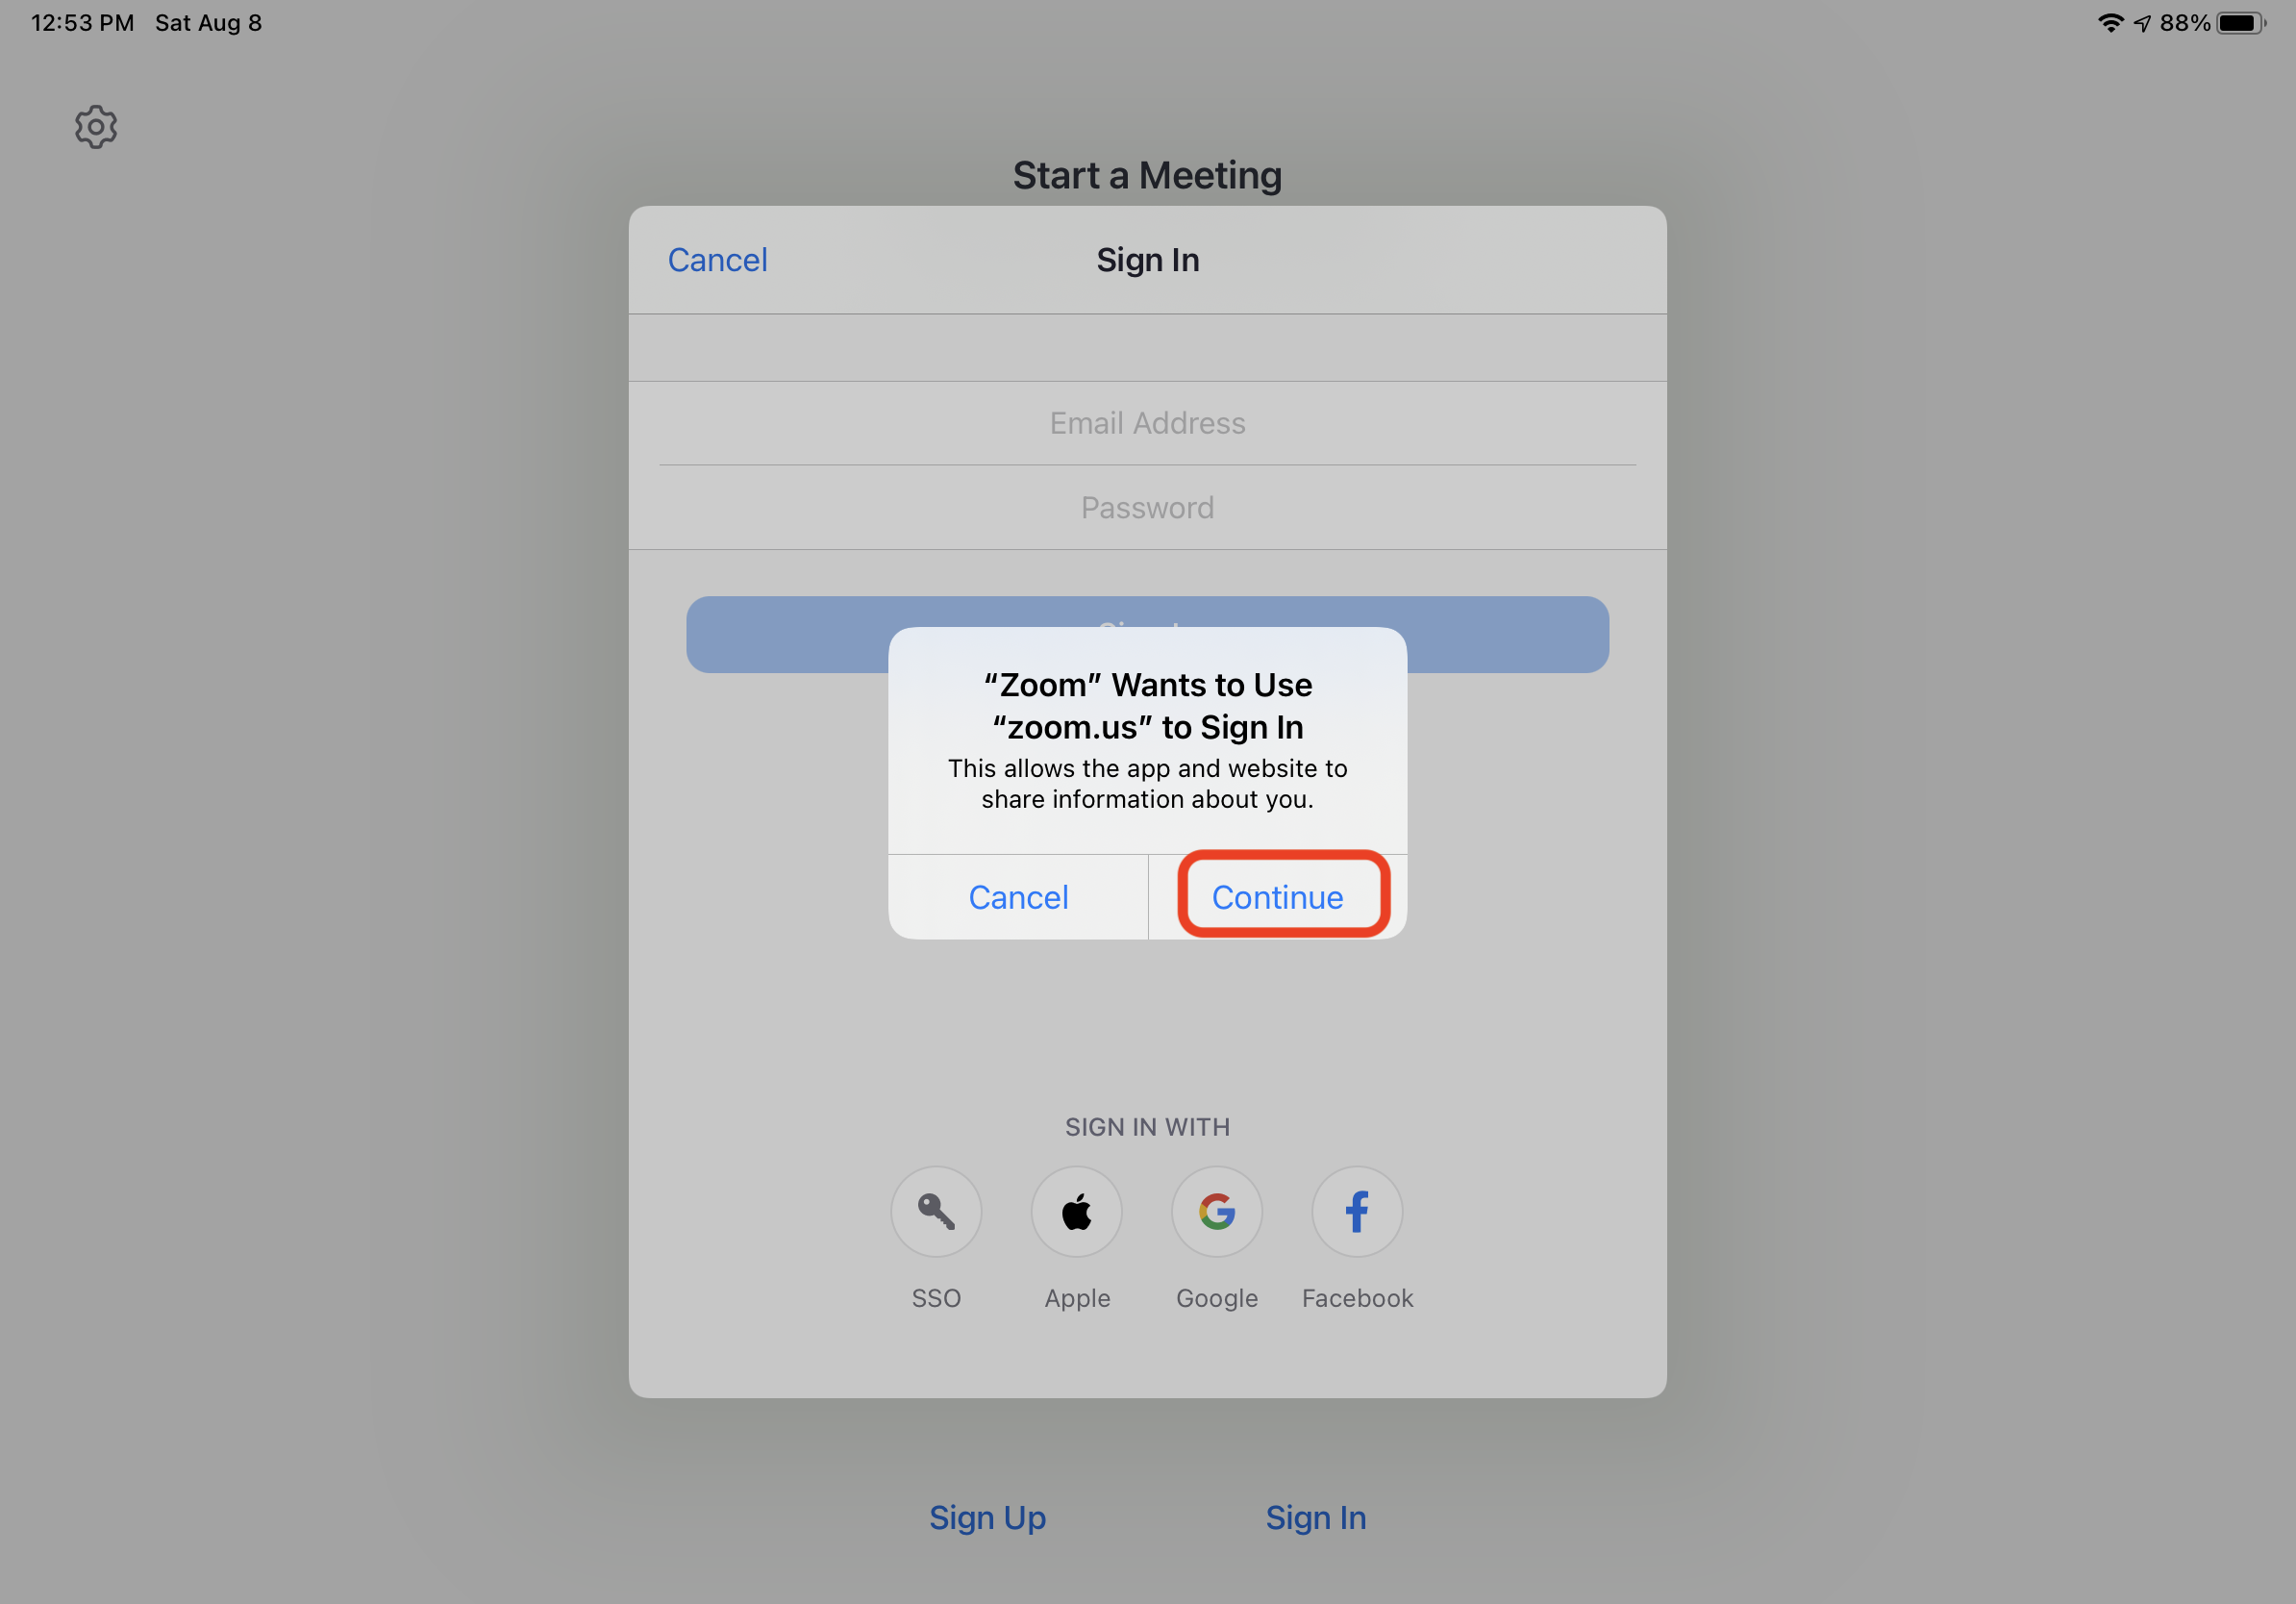 12:53 PM Sat Aug 8
88%
Start a Meeting
Cancel
Sign In
Email Address
Password
“Zoom” Wants to Use
“zoom.us” to Sign In
This allows the app and website to
share information about you.
Cancel
Continue
SIGN IN WITH
SSO
Apple
Google
Facebook
Sign Up
Sign In